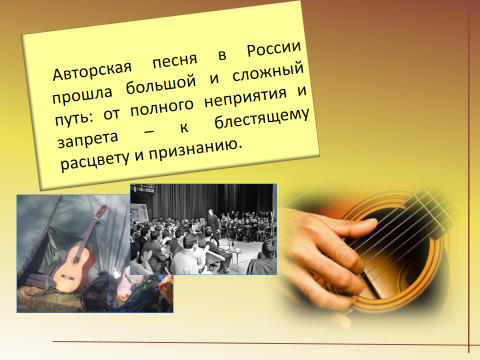 Авторская песня в России
прошла большой и сложный
путь: от полного неприятия и
запрета – к блестящему
расцвету и признанию.